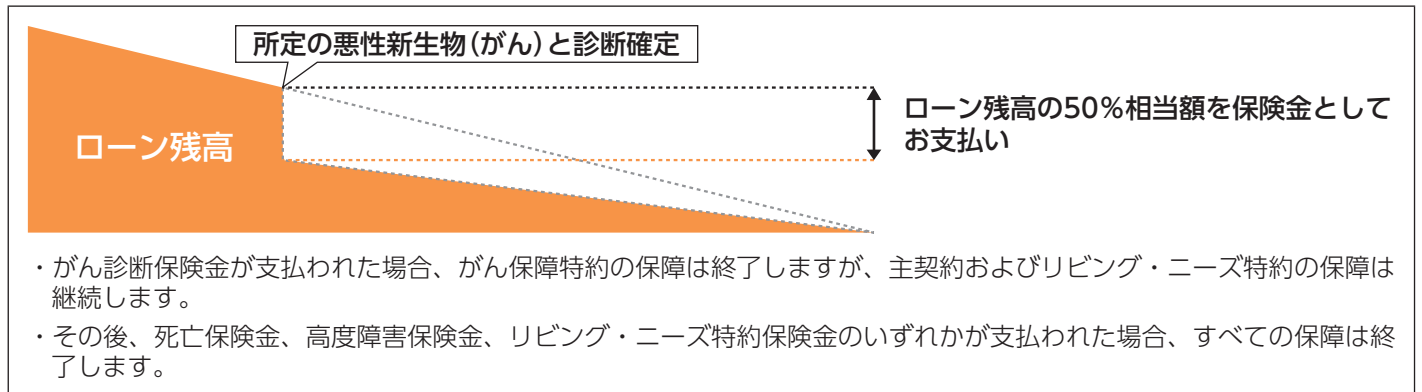 所定の悪性新生物(がん)と診断確定
ローン残高の50%相当額を保険金として
お支払い
ローン残高
・がん診断保険金が支払われた場合、がん保障特約の保障は終了しますが、主契約およびリビング・ニーズ特約の保障は
継続します。
・その後、死亡保険金、高度障害保険金、リビング・ニーズ特約保険金のいずれかが支払われた場合、すべての保障は終
了します。